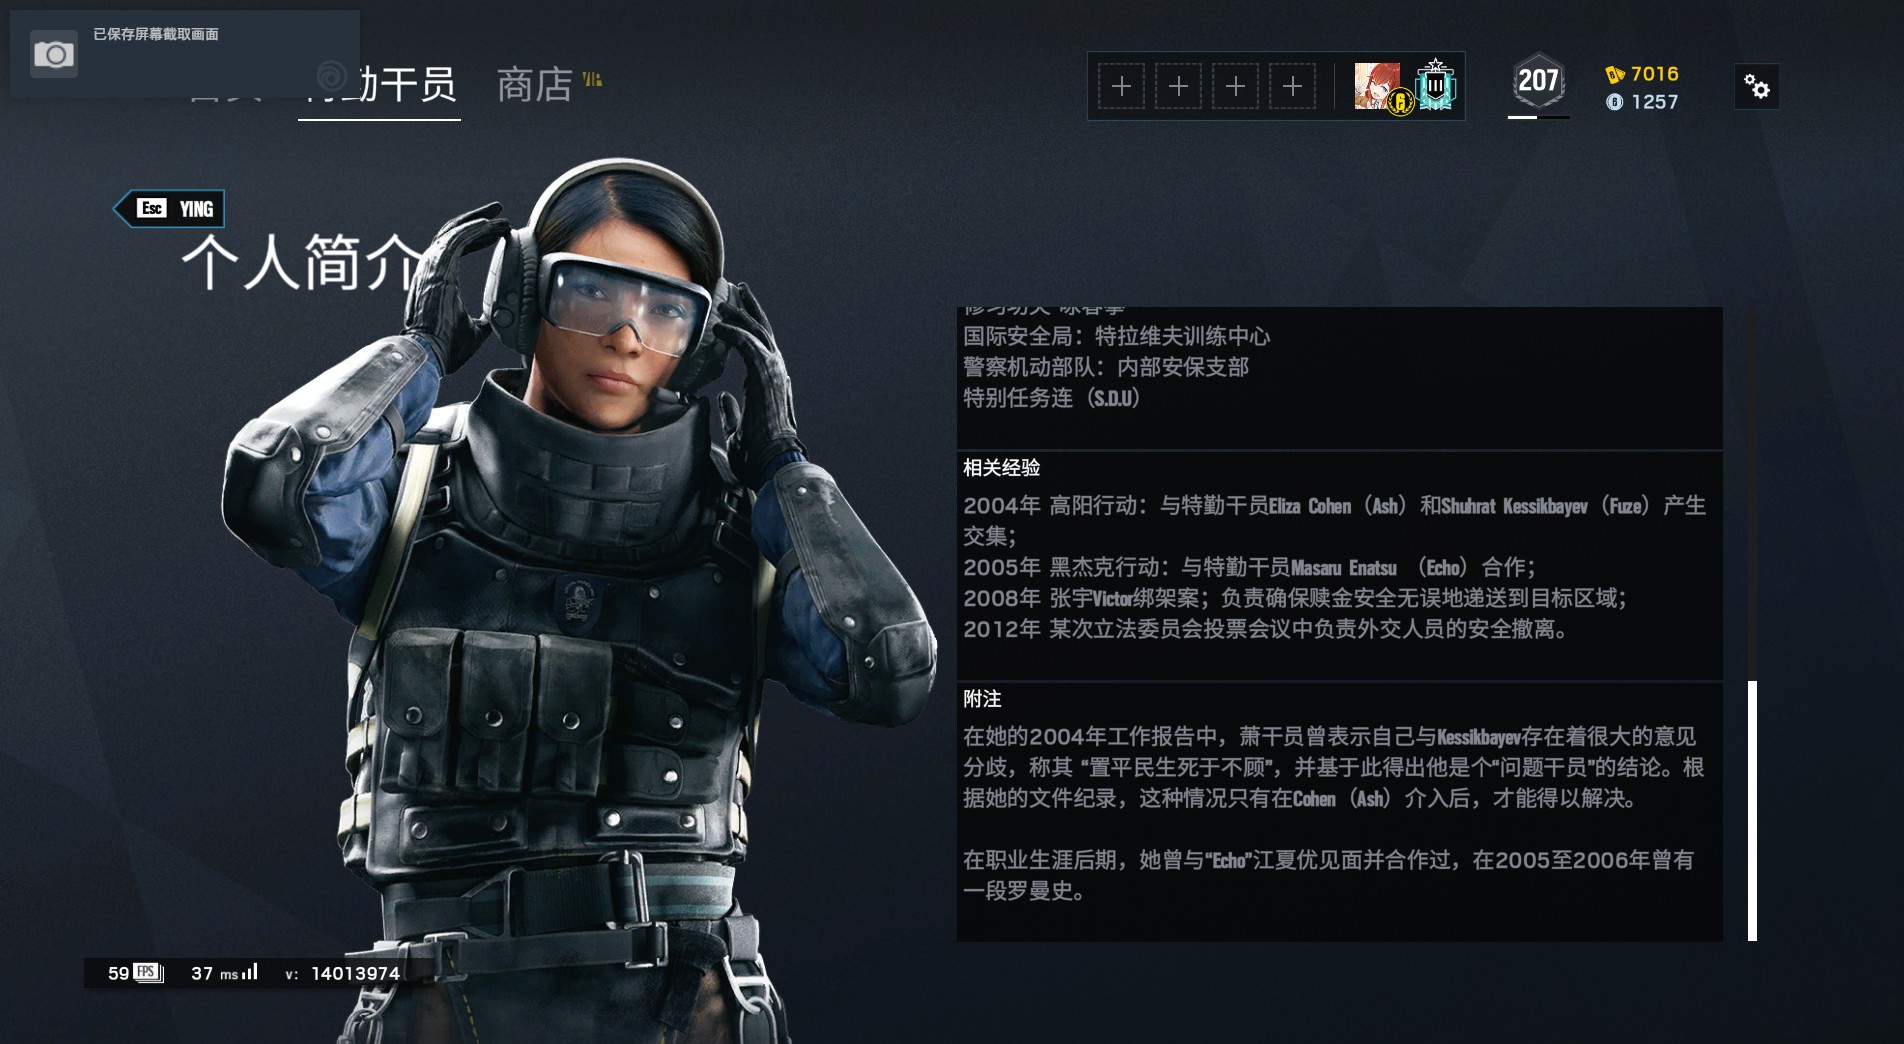 已保存屏幕截取画面
商店
207
7016
1257
Esc YING
个人简介
修习功夫 咏春拳
国际安全局：特拉维夫训练中心
警察机动部队：内部安保支部
特别任务连（S.D.U）
相关经验
2004年 高阳行动：与特勤干员Eliza Cohen（Ash）和Shuhrat Kessikbayev（Fuze）产生
交集；
2005年 黑杰克行动：与特勤干员Masaru Enatsu （Echo）合作；
2008年 张宇Victor绑架案；负责确保赎金安全无误地递送到目标区域；
2012年 某次立法委员会投票会议中负责外交人员的安全撤离。
附注
在她的2004年工作报告中，萧干员曾表示自己与Kessikbayev存在着很大的意见
分歧，称其 “置平民生死于不顾”，并基于此得出他是个“问题干员”的结论。根
据她的文件纪录，这种情况只有在Cohen（Ash）介入后，才能得以解决。
在职业生涯后期，她曾与“Echo”江夏优见面并合作过，在2005至2006年曾有
一段罗曼史。
59 FPS 37 ms v: 14013974